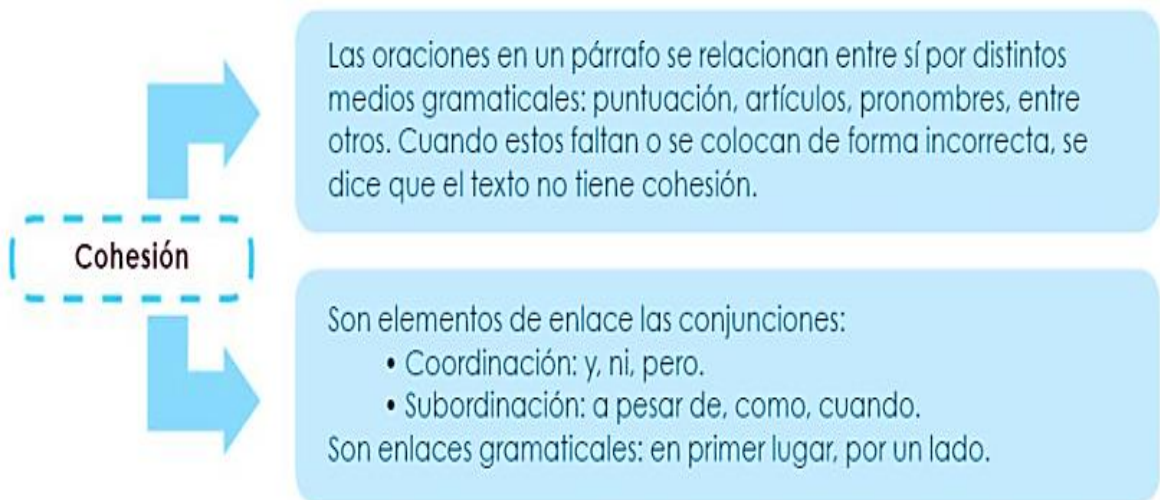 Cohesión
Las oraciones en un párrafo se relacionan entre sí por distintos
medios gramaticales: puntuación, artículos, pronombres, entre
otros. Cuando estos faltan o se colocan de forma incorrecta, se
dice que el texto no tiene cohesión.
Son elementos de enlace las conjunciones:
• Coordinación: y, ni, pero.
• Subordinación: a pesar de, como, cuando.
Son enlaces gramaticales: en primer lugar, por un lado.